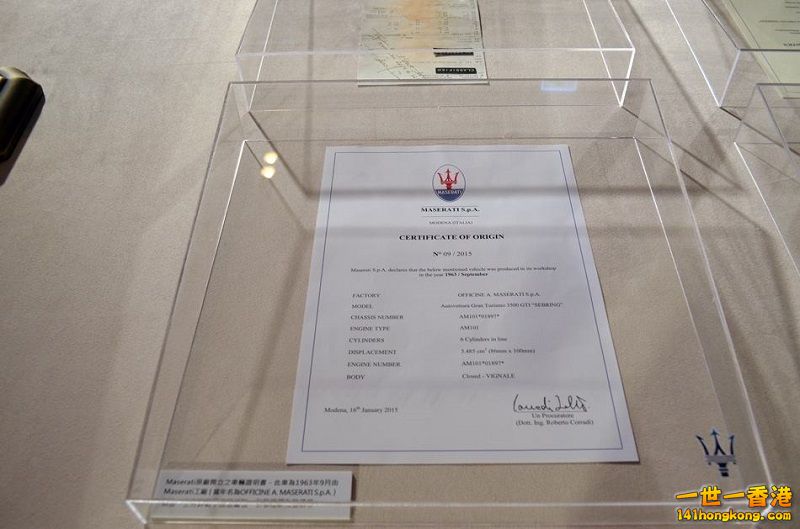 CLASSIFIED
MASERATI
MASERATI S.p.A.
MODENA (ITALIA)
CERTIFICATE OF ORIGIN
N° 09 / 2015
Maserati S.p.A. declares that the below mentioned vehicle was produced in its workshop
in the year 1963 / September
FACTORY OFFICINE A. MASERATI S.p.A.
MODEL Autovettura Gran Turismo 3500 GTI "SEBRING"
CHASSIS NUMBER AM101*01897*
ENGINE TYPE AM101
CYLINDERS 6 Cylinders in line
DISPLACEMENT 3.485 cm³ (86mm x 100mm)
ENGINE NUMBER AM101*01897*
BODY Closed - VIGNALE
Modena, 16th January 2015
Un Procuratore
(Dott. Ing. Roberto Corradi)
Maserati原廠開立之車輛證明書，此車為1963年9月由
Maserati工廠 ( 當年名為OFFICINE A. MASERATI S.p.A. )
一世一香港
141hongkong.com